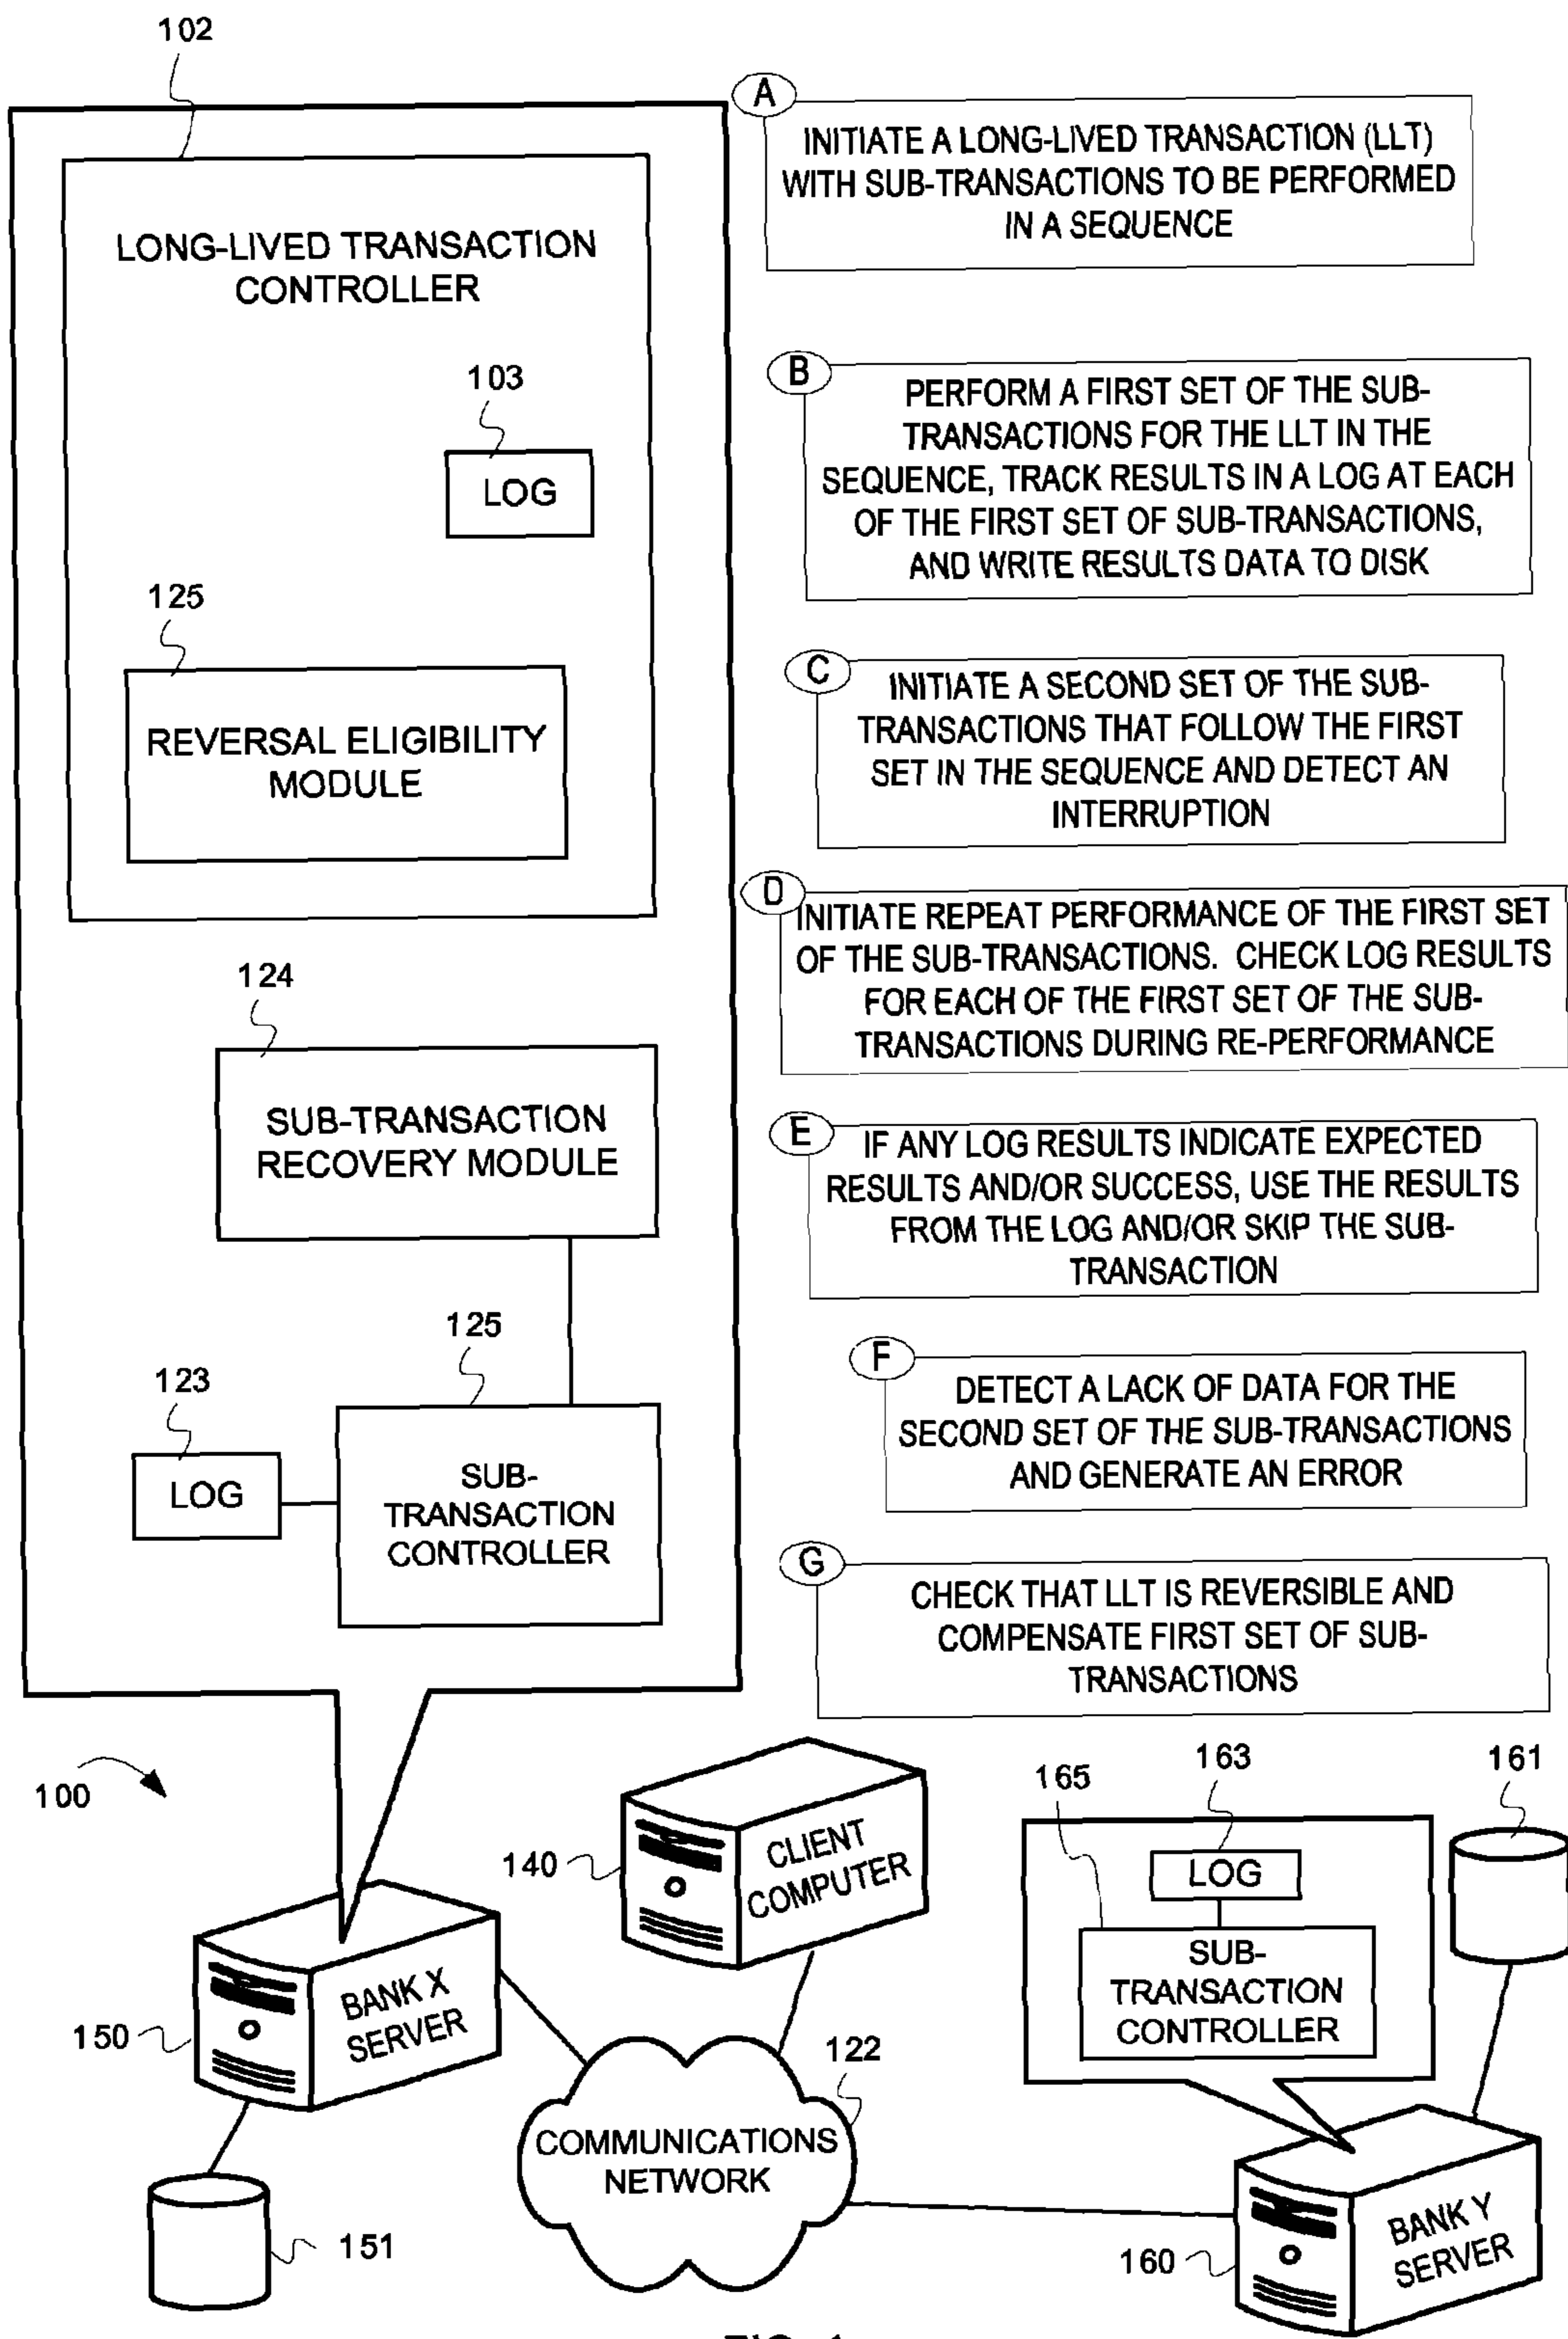 102
LONG-LIVED TRANSACTION
CONTROLLER
103
LOG
125
REVERSAL ELIGIBILITY
MODULE
124
SUB-TRANSACTION
RECOVERY MODULE
125
123
LOG
SUB-
TRANSACTION
CONTROLLER
A
INITIATE A LONG-LIVED TRANSACTION (LLT)
WITH SUB-TRANSACTIONS TO BE PERFORMED
IN A SEQUENCE
B
PERFORM A FIRST SET OF THE SUB-
TRANSACTIONS FOR THE LLT IN THE
SEQUENCE, TRACK RESULTS IN A LOG AT EACH
OF THE FIRST SET OF SUB-TRANSACTIONS,
AND WRITE RESULTS DATA TO DISK
C
INITIATE A SECOND SET OF THE SUB-
TRANSACTIONS THAT FOLLOW THE FIRST
SET IN THE SEQUENCE AND DETECT AN
INTERRUPTION
D
INITIATE REPEAT PERFORMANCE OF THE FIRST SET
OF THE SUB-TRANSACTIONS. CHECK LOG RESULTS
FOR EACH OF THE FIRST SET OF THE SUB-
TRANSACTIONS DURING RE-PERFORMANCE
E
IF ANY LOG RESULTS INDICATE EXPECTED
RESULTS AND/OR SUCCESS, USE THE RESULTS
FROM THE LOG AND/OR SKIP THE SUB-
TRANSACTION
F
DETECT A LACK OF DATA FOR THE
SECOND SET OF THE SUB-TRANSACTIONS
AND GENERATE AN ERROR
G
CHECK THAT LLT IS REVERSIBLE AND
COMPENSATE FIRST SET OF SUB-
TRANSACTIONS
100
140
CLIENT
COMPUTER
150
BANK X
SERVER
151
122
COMMUNICATIONS
NETWORK
165
163
161
LOG
SUB-
TRANSACTION
CONTROLLER
160
BANK Y
SERVER